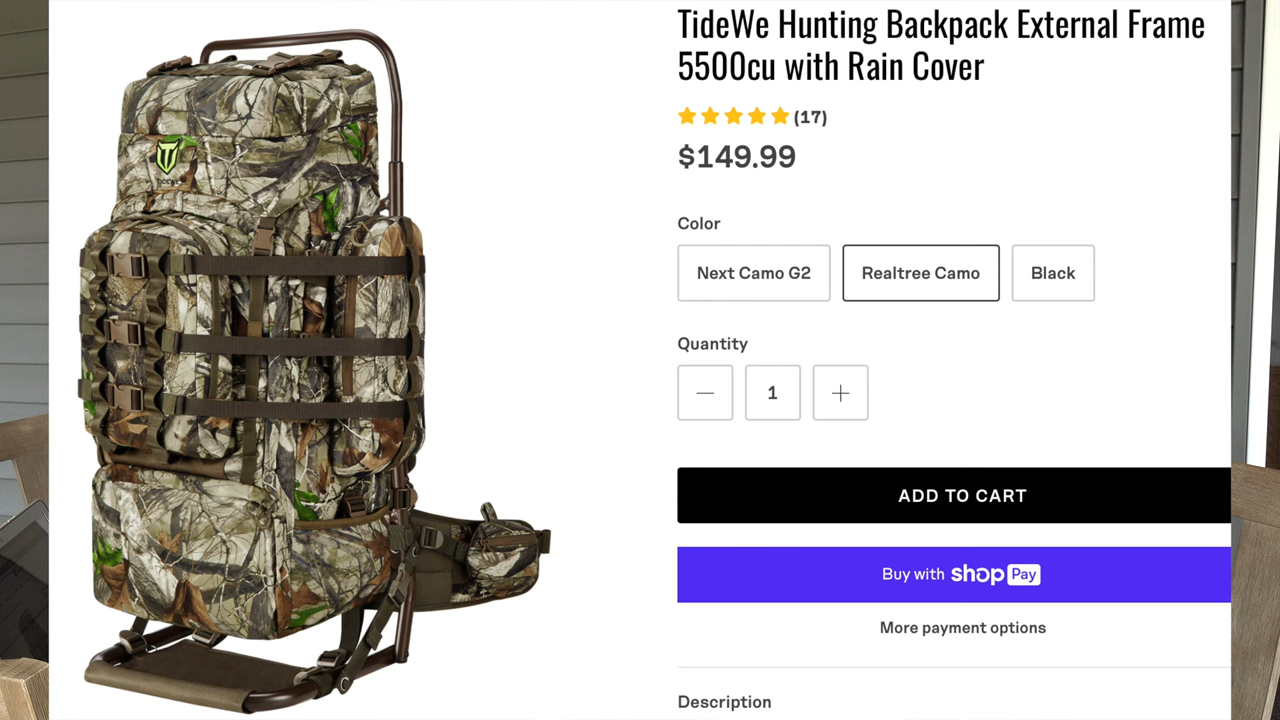 TideWe Hunting Backpack External Frame
5500cu with Rain Cover
(17)
$149.99
Color
Next Camo G2
Realtree Camo
Black
Quantity
1
ADD TO CART
Buy with shop Pay
More payment options
Description